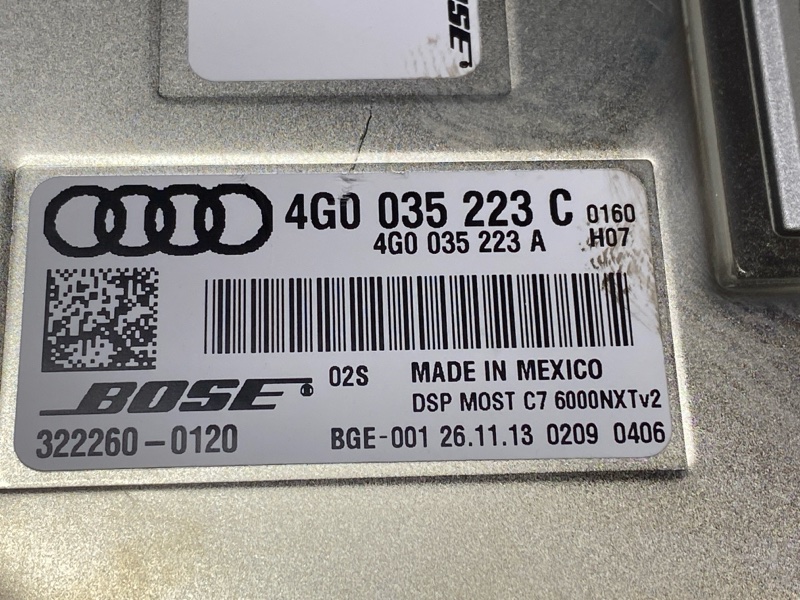 BOSE
4G0 035 223 C 0160
4G0 035 223 A H07
BOSE® 02S MADE IN MEXICO
DSP MOST C7 6000NXTv2
322260-0120 BGE-001 26.11.13 0209 0406